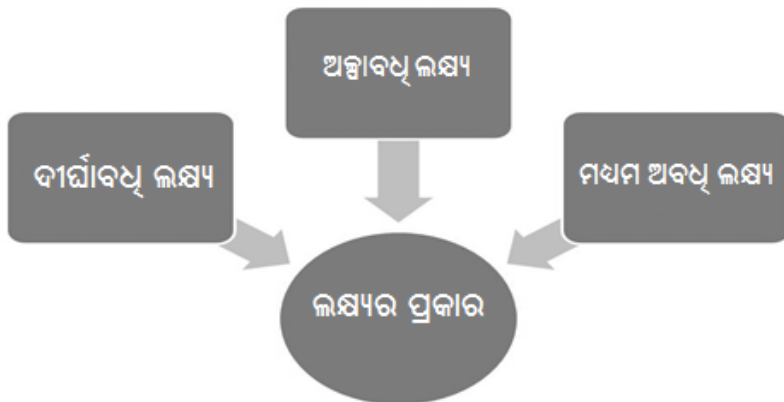 ଅଳ୍ପାବଧି ଲକ୍ଷ୍ୟ
ଦୀର୍ଘାବଧି ଲକ୍ଷ୍ୟ
ମଧ୍ୟମ ଅବଧି ଲକ୍ଷ୍ୟ
ଲକ୍ଷ୍ୟର ପ୍ରକାର